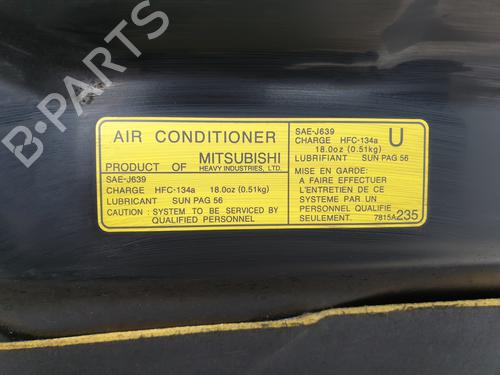 AIR CONDITIONER
PRODUCT OF MITSUBISHI
HEAVY INDUSTRIES, LTD.
SAE-J639
CHARGE HFC-134a 18.0oz (0.51kg)
LUBRICANT SUN PAG 56
CAUTION : SYSTEM TO BE SERVICED BY
QUALIFIED PERSONNEL
SAE-J639
CHARGE HFC-134a U
18.0oz (0.51kg)
LUBRIFIANT SUN PAG 56
MISE EN GARDE:
A FAIRE EFFECTUER
L'ENTRETIEN DE CE
SYSTEME PAR UN
PERSONNEL QUALIFIE
SEULEMENT. 7815A235
B-PARTS